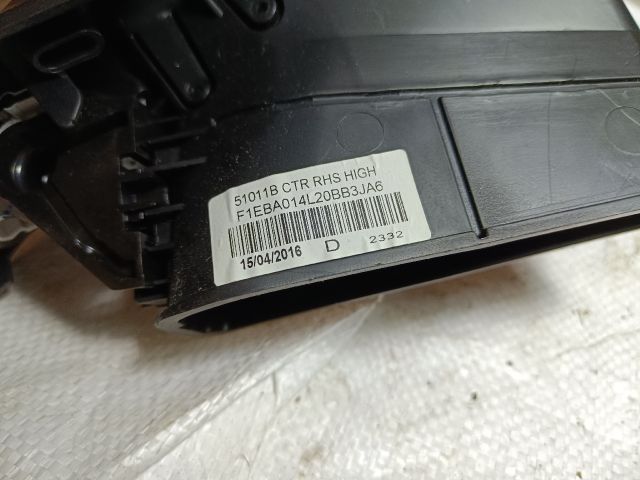 51011B CTR RHS HIGH
F1EBA014L20BB3JA6
15/04/2016 D 2332